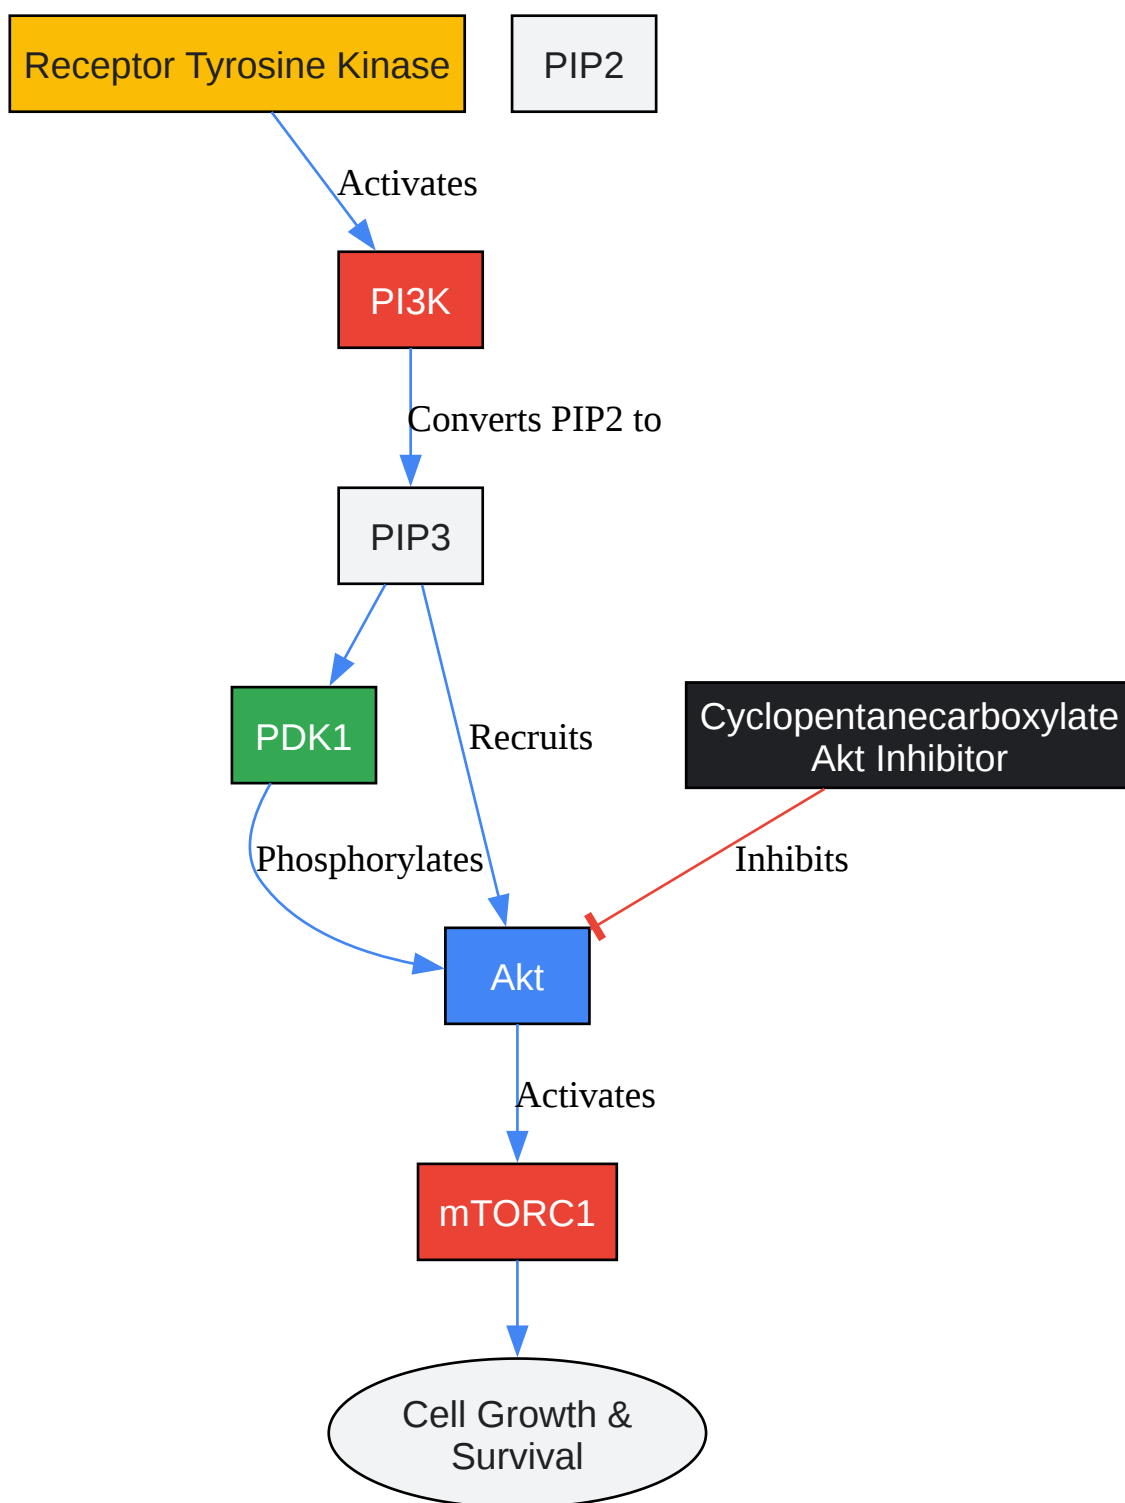 Receptor Tyrosine Kinase
PIP2
Activates
PI3K
Converts PIP2 to
PIP3
PDK1
Recruits
Cyclopentanecarboxylate
Akt Inhibitor
Phosphorylates
Inhibits
Akt
Activates
mTORC1
Cell Growth &
Survival